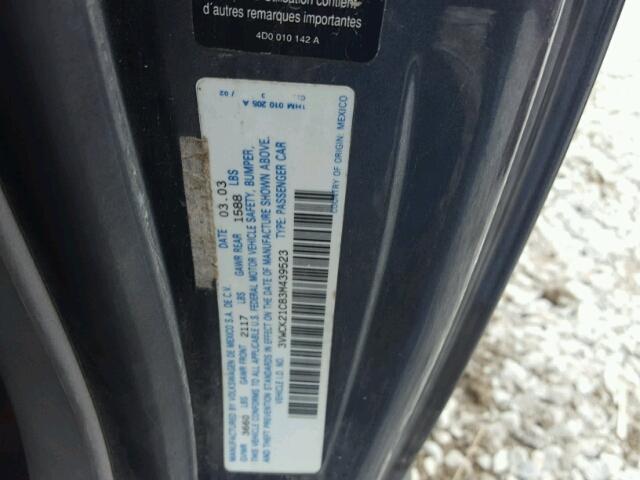 d'autres remarques importantes
4D0 010 142 A
1HM 010 205 A
3
/ 02
MANUFACTURED BY VOLKSWAGEN DE MEXICO S.A. DE C.V. DATE 03.03
GVWR 3660 LBS GAWR FRONT 2117 LBS GAWR REAR 1588 LBS
THIS VEHICLE CONFORMS TO ALL APPLICABLE U.S. FEDERAL MOTOR VEHICLE SAFETY, BUMPER,
AND THEFT PREVENTION STANDARDS IN EFFECT ON THE DATE OF MANUFACTURE SHOWN ABOVE.
VEHICLE I.D. NO. 3VWCK21C83M439523 TYPE: PASSENGER CAR
COUNTRY OF ORIGIN: MEXICO